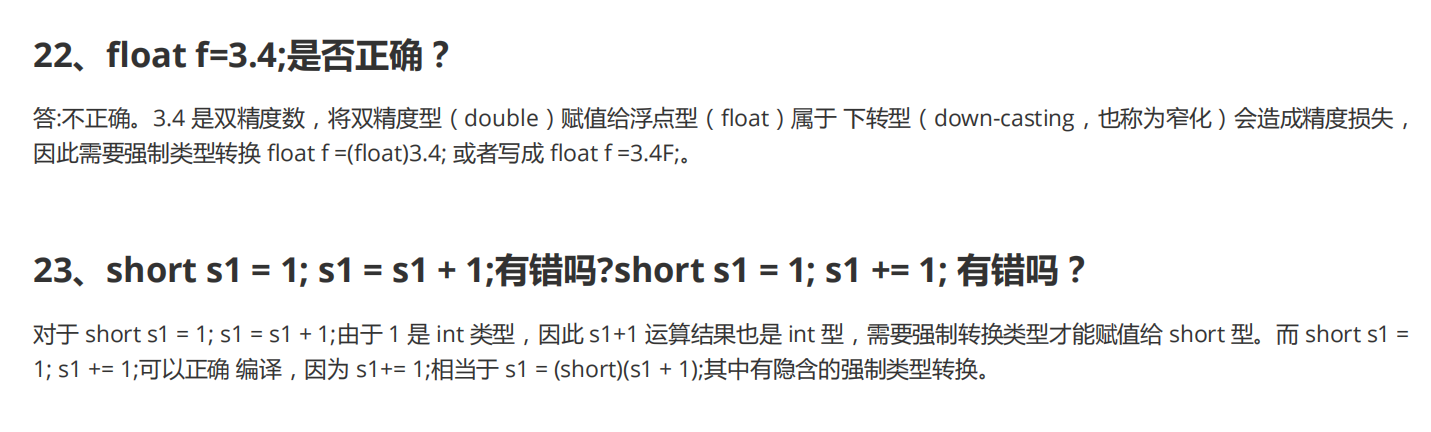 22、float f=3.4;是否正确？
答:不正确。3.4 是双精度数，将双精度型（double）赋值给浮点型（float）属于 下转型（down-casting，也称为窄化）会造成精度损失，
因此需要强制类型转换 float f =(float)3.4; 或者写成 float f =3.4F;。
23、short s1 = 1; s1 = s1 + 1;有错吗?short s1 = 1; s1 += 1; 有错吗？
对于 short s1 = 1; s1 = s1 + 1;由于 1 是 int 类型，因此 s1+1 运算结果也是 int 型，需要强制转换类型才能赋值给 short 型。而 short s1 =
1; s1 += 1;可以正确 编译，因为 s1+= 1;相当于 s1 = (short)(s1 + 1);其中有隐含的强制类型转换。